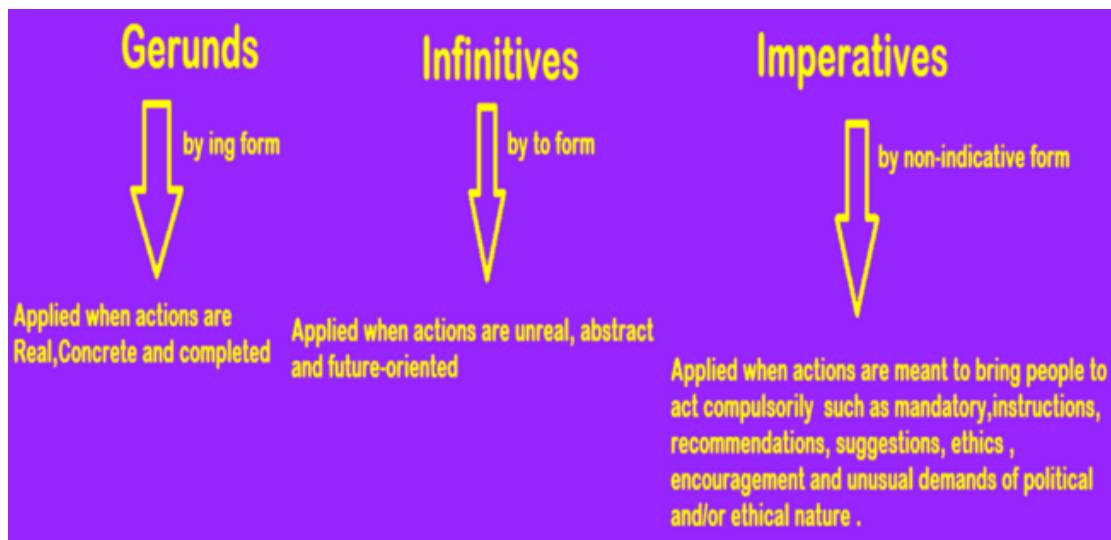 Gerunds
by ing form
Applied when actions are
Real,Concrete and completed
Infinitives
by to form
Applied when actions are unreal, abstract
and future-oriented
Imperatives
by non-indicative form
Applied when actions are meant to bring people to
act compulsorily such as mandatory,instructions,
recommendations, suggestions, ethics ,
encouragement and unusual demands of political
and/or ethical nature .